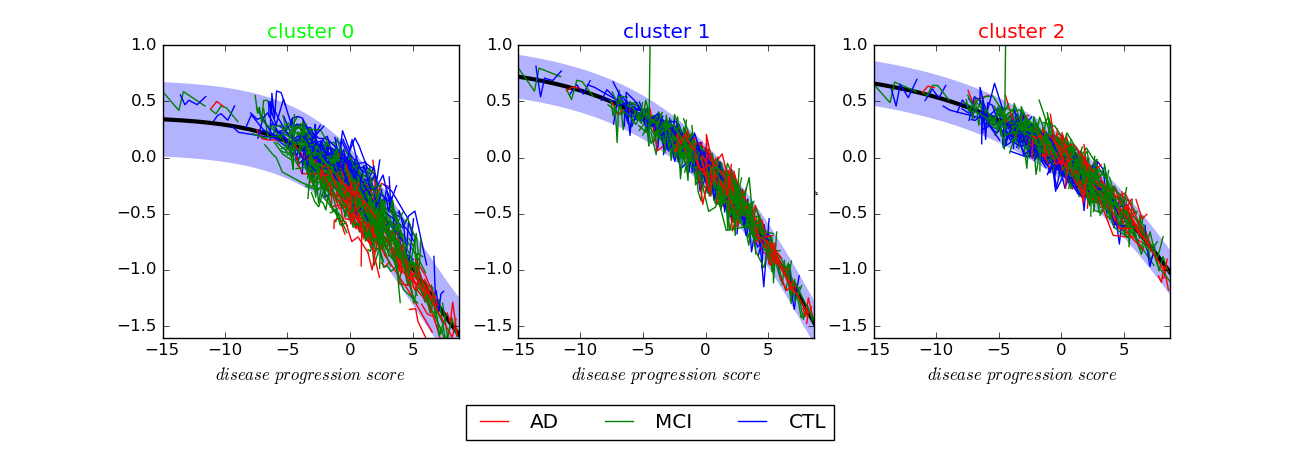 cluster 0 cluster 1 cluster 2
1.0 1.0 1.0
0.5 0.5 0.5
0.0 0.0 0.0
−0.5 −0.5 −0.5
−1.0 −1.0 −1.0
−1.5 −1.5 −1.5
−15 −10 −5 0 5 −15 −10 −5 0 5 −15 −10 −5 0 5
disease progression score disease progression score disease progression score
AD MCI CTL